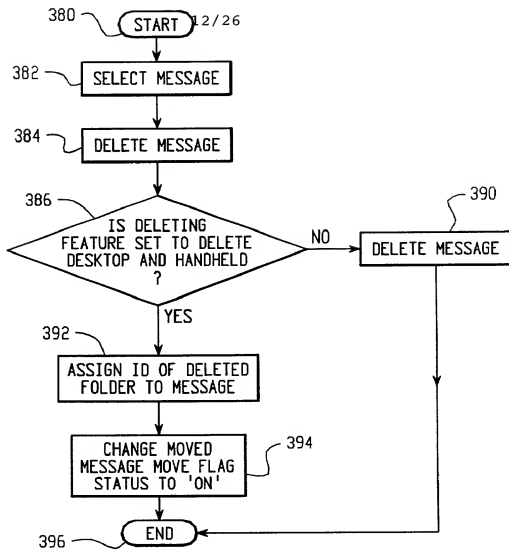 380
START
12/26
382
SELECT MESSAGE
384
DELETE MESSAGE
386
IS DELETING
FEATURE SET TO DELETE
DESKTOP AND HANDHELD
?
NO
390
DELETE MESSAGE
YES
392
ASSIGN ID OF DELETED
FOLDER TO MESSAGE
CHANGE MOVED
MESSAGE MOVE FLAG
STATUS TO 'ON'
394
396
END